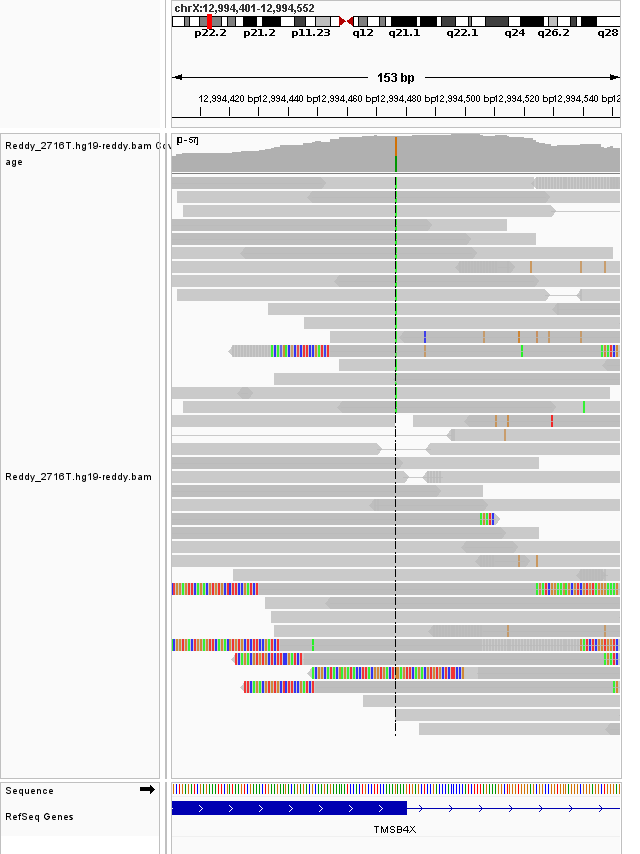 chrX:12,994,401-12,994,552
p22.2 p21.2 p11.23 q12 q21.1 q22.1 q24 q26.2 q28
153 bp
12,994,420 bp 12,994,440 bp 12,994,460 bp 12,994,480 bp 12,994,500 bp 12,994,520 bp 12,994,540 bp
Reddy_2716T.hg19-reddy.bam Cov
age
[0-57]
Reddy_2716T.hg19-reddy.bam
Sequence
RefSeq Genes
TMSB4X